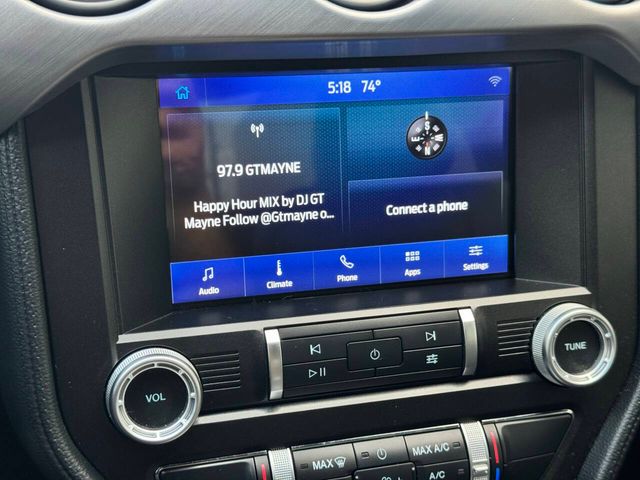 5:18 74°
97.9 GTMAYNE
Happy Hour MIX by DJ GT
Mayne Follow @Gtmayne o...
Connect a phone
Audio
Climate
Phone
Apps
Settings
VOL
TUNE
MAX
MAX A/C
A/C